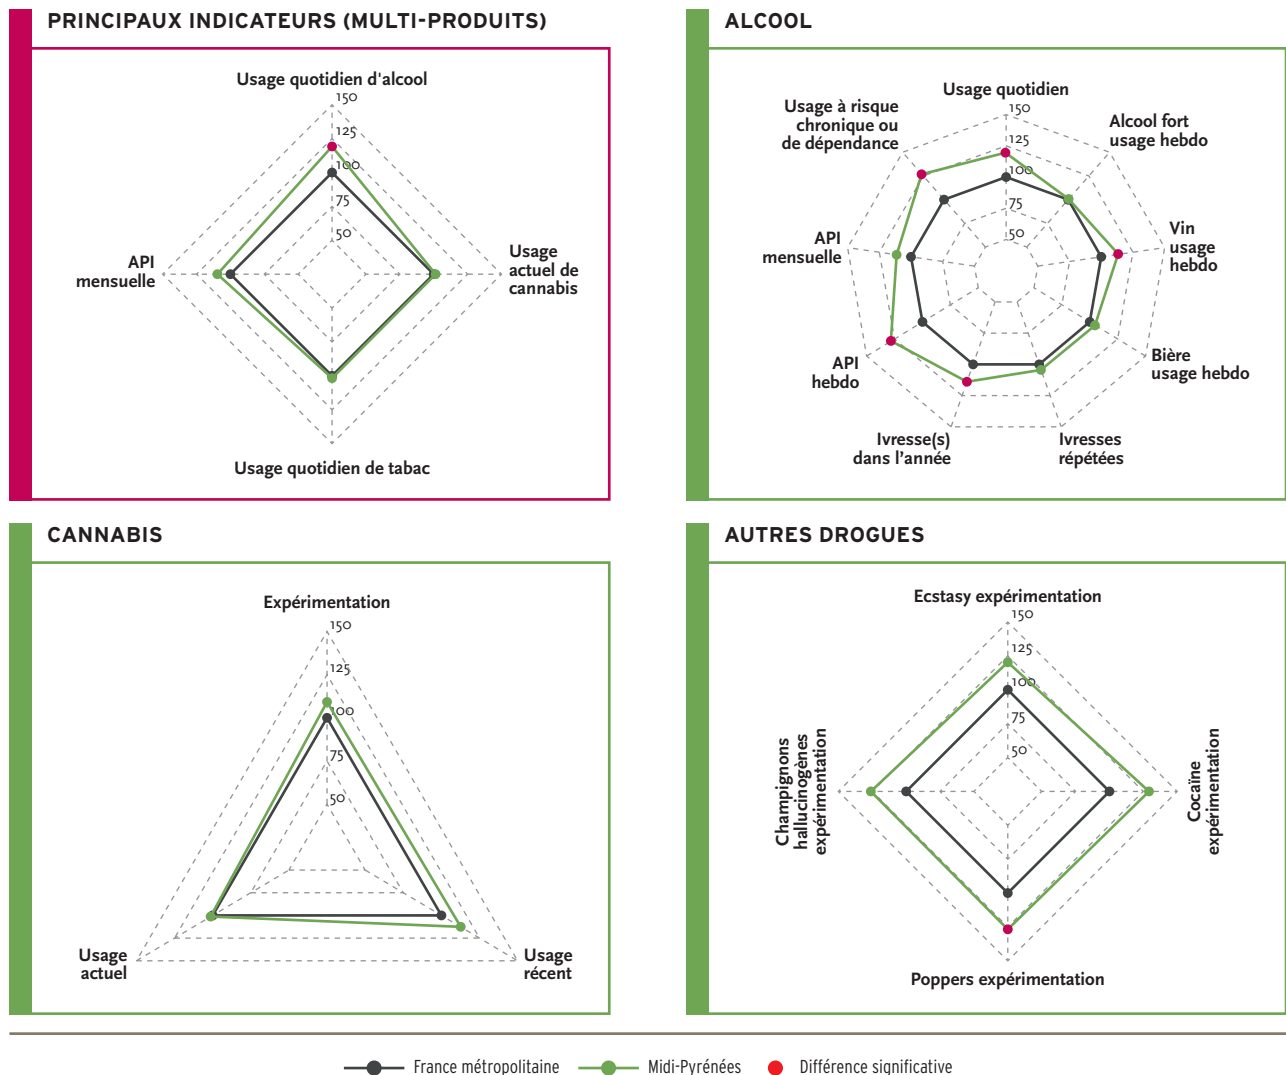 PRINCIPAUX INDICATEURS (MULTI-PRODUITS)
Usage quotidien d'alcool
150
125
100
75
50
API
mensuelle
Usage
actuel de
cannabis
Usage quotidien de tabac
ALCOOL
Usage quotidien
150
125
100
75
50
Usage à risque
chronique ou
de dépendance
Alcool fort
usage hebdo
Vin
usage
hebdo
API
mensuelle
Bière
usage hebdo
API
hebdo
Ivresse(s)
dans l'année
Ivresses
répétées
CANNABIS
Expérimentation
150
125
100
75
50
Usage
actuel
Usage
récent
AUTRES DROGUES
Ecstasy expérimentation
150
125
100
75
50
Champignons
hallucinogènes
expérimentation
Cocaïne
expérimentation
Poppers expérimentation
France métropolitaine
Midi-Pyrénées
Différence significative